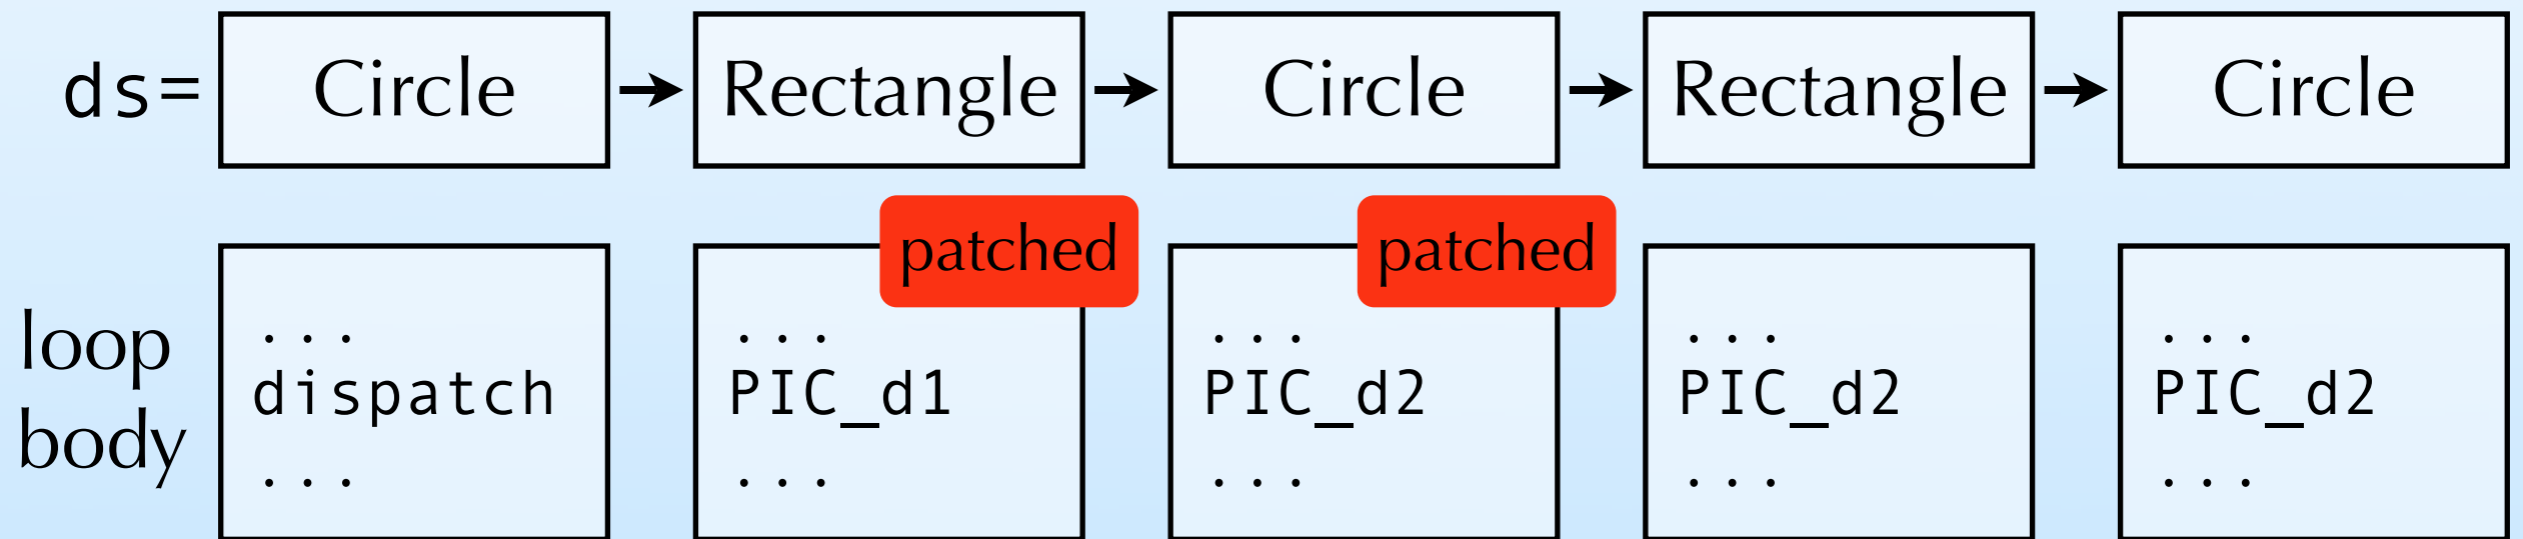 ds= Circle Rectangle Circle Rectangle Circle
patched patched
loop body
... ... ... ... ...
dispatch PIC_d1 PIC_d2 PIC_d2 PIC_d2
... ... ... ... ...